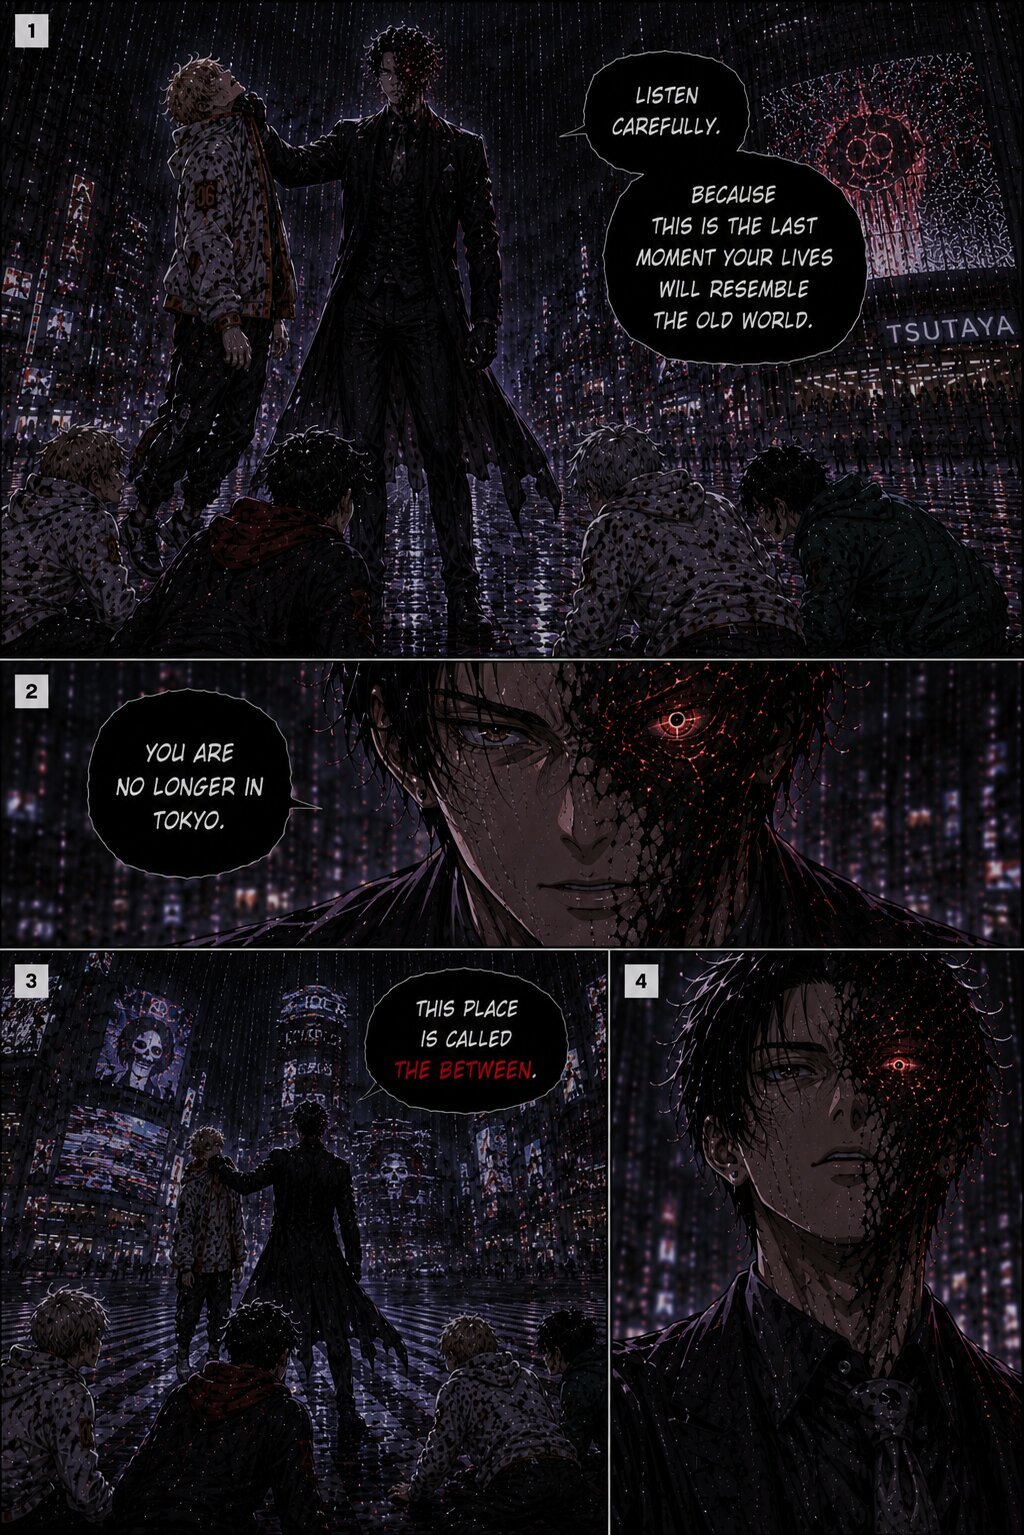 1
LISTEN
CAREFULLY.
BECAUSE
THIS IS THE LAST
MOMENT YOUR LIVES
WILL RESEMBLE
THE OLD WORLD.
06
TSUTAYA
2
YOU ARE
NO LONGER IN
TOKYO.
3
THIS PLACE
IS CALLED
THE BETWEEN.
4